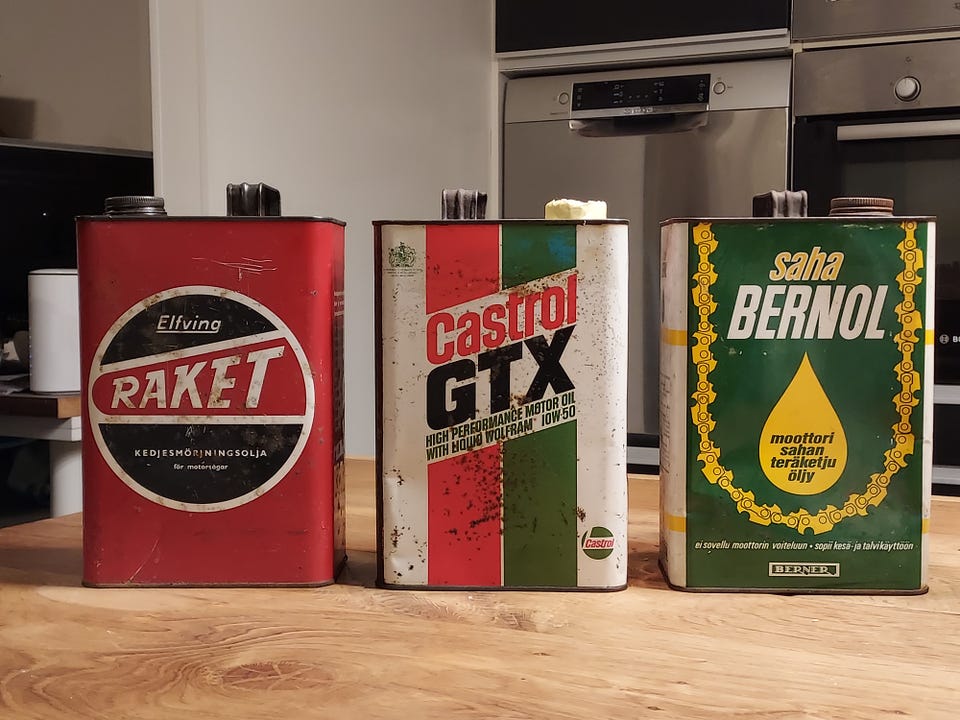 Elfving
RAKET
KEDJESMÖRJNINGSOLJA
för motorsågar
Castrol
GTX
HIGH PERFORMANCE MOTOR OIL
WITH LIQUID WOLFRAM 10W-50
Castrol
saha
BERNOL
moottori
sahan
teräketju
öljy
ei sovellu moottorin voiteluun • sopii kesä- ja talvikäyttöön
BERNER